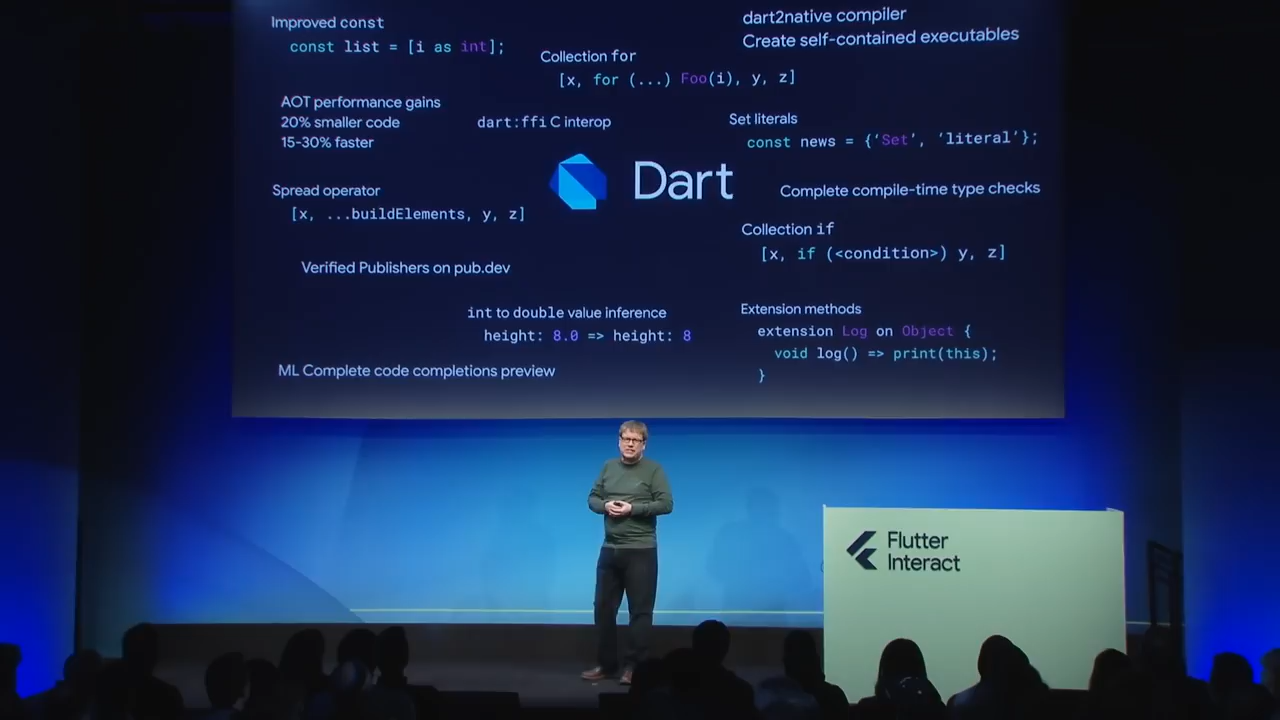 Improved const
const list = [i as int];
dart2native compiler
Create self-contained executables
Collection for
[x, for (...) Foo(i), y, z]
AOT performance gains
20% smaller code
15-30% faster
dart:ffi C interop
Set literals
const news = {‘Set’, ‘literal’};
Dart
Spread operator
[x, ...buildElements, y, z]
Complete compile-time type checks
Collection if
[x, if (<condition>) y, z]
Verified Publishers on pub.dev
int to double value inference
height: 8.0 => height: 8
Extension methods
extension Log on Object {
void log() => print(this);
}
ML Complete code completions preview
Flutter
Interact